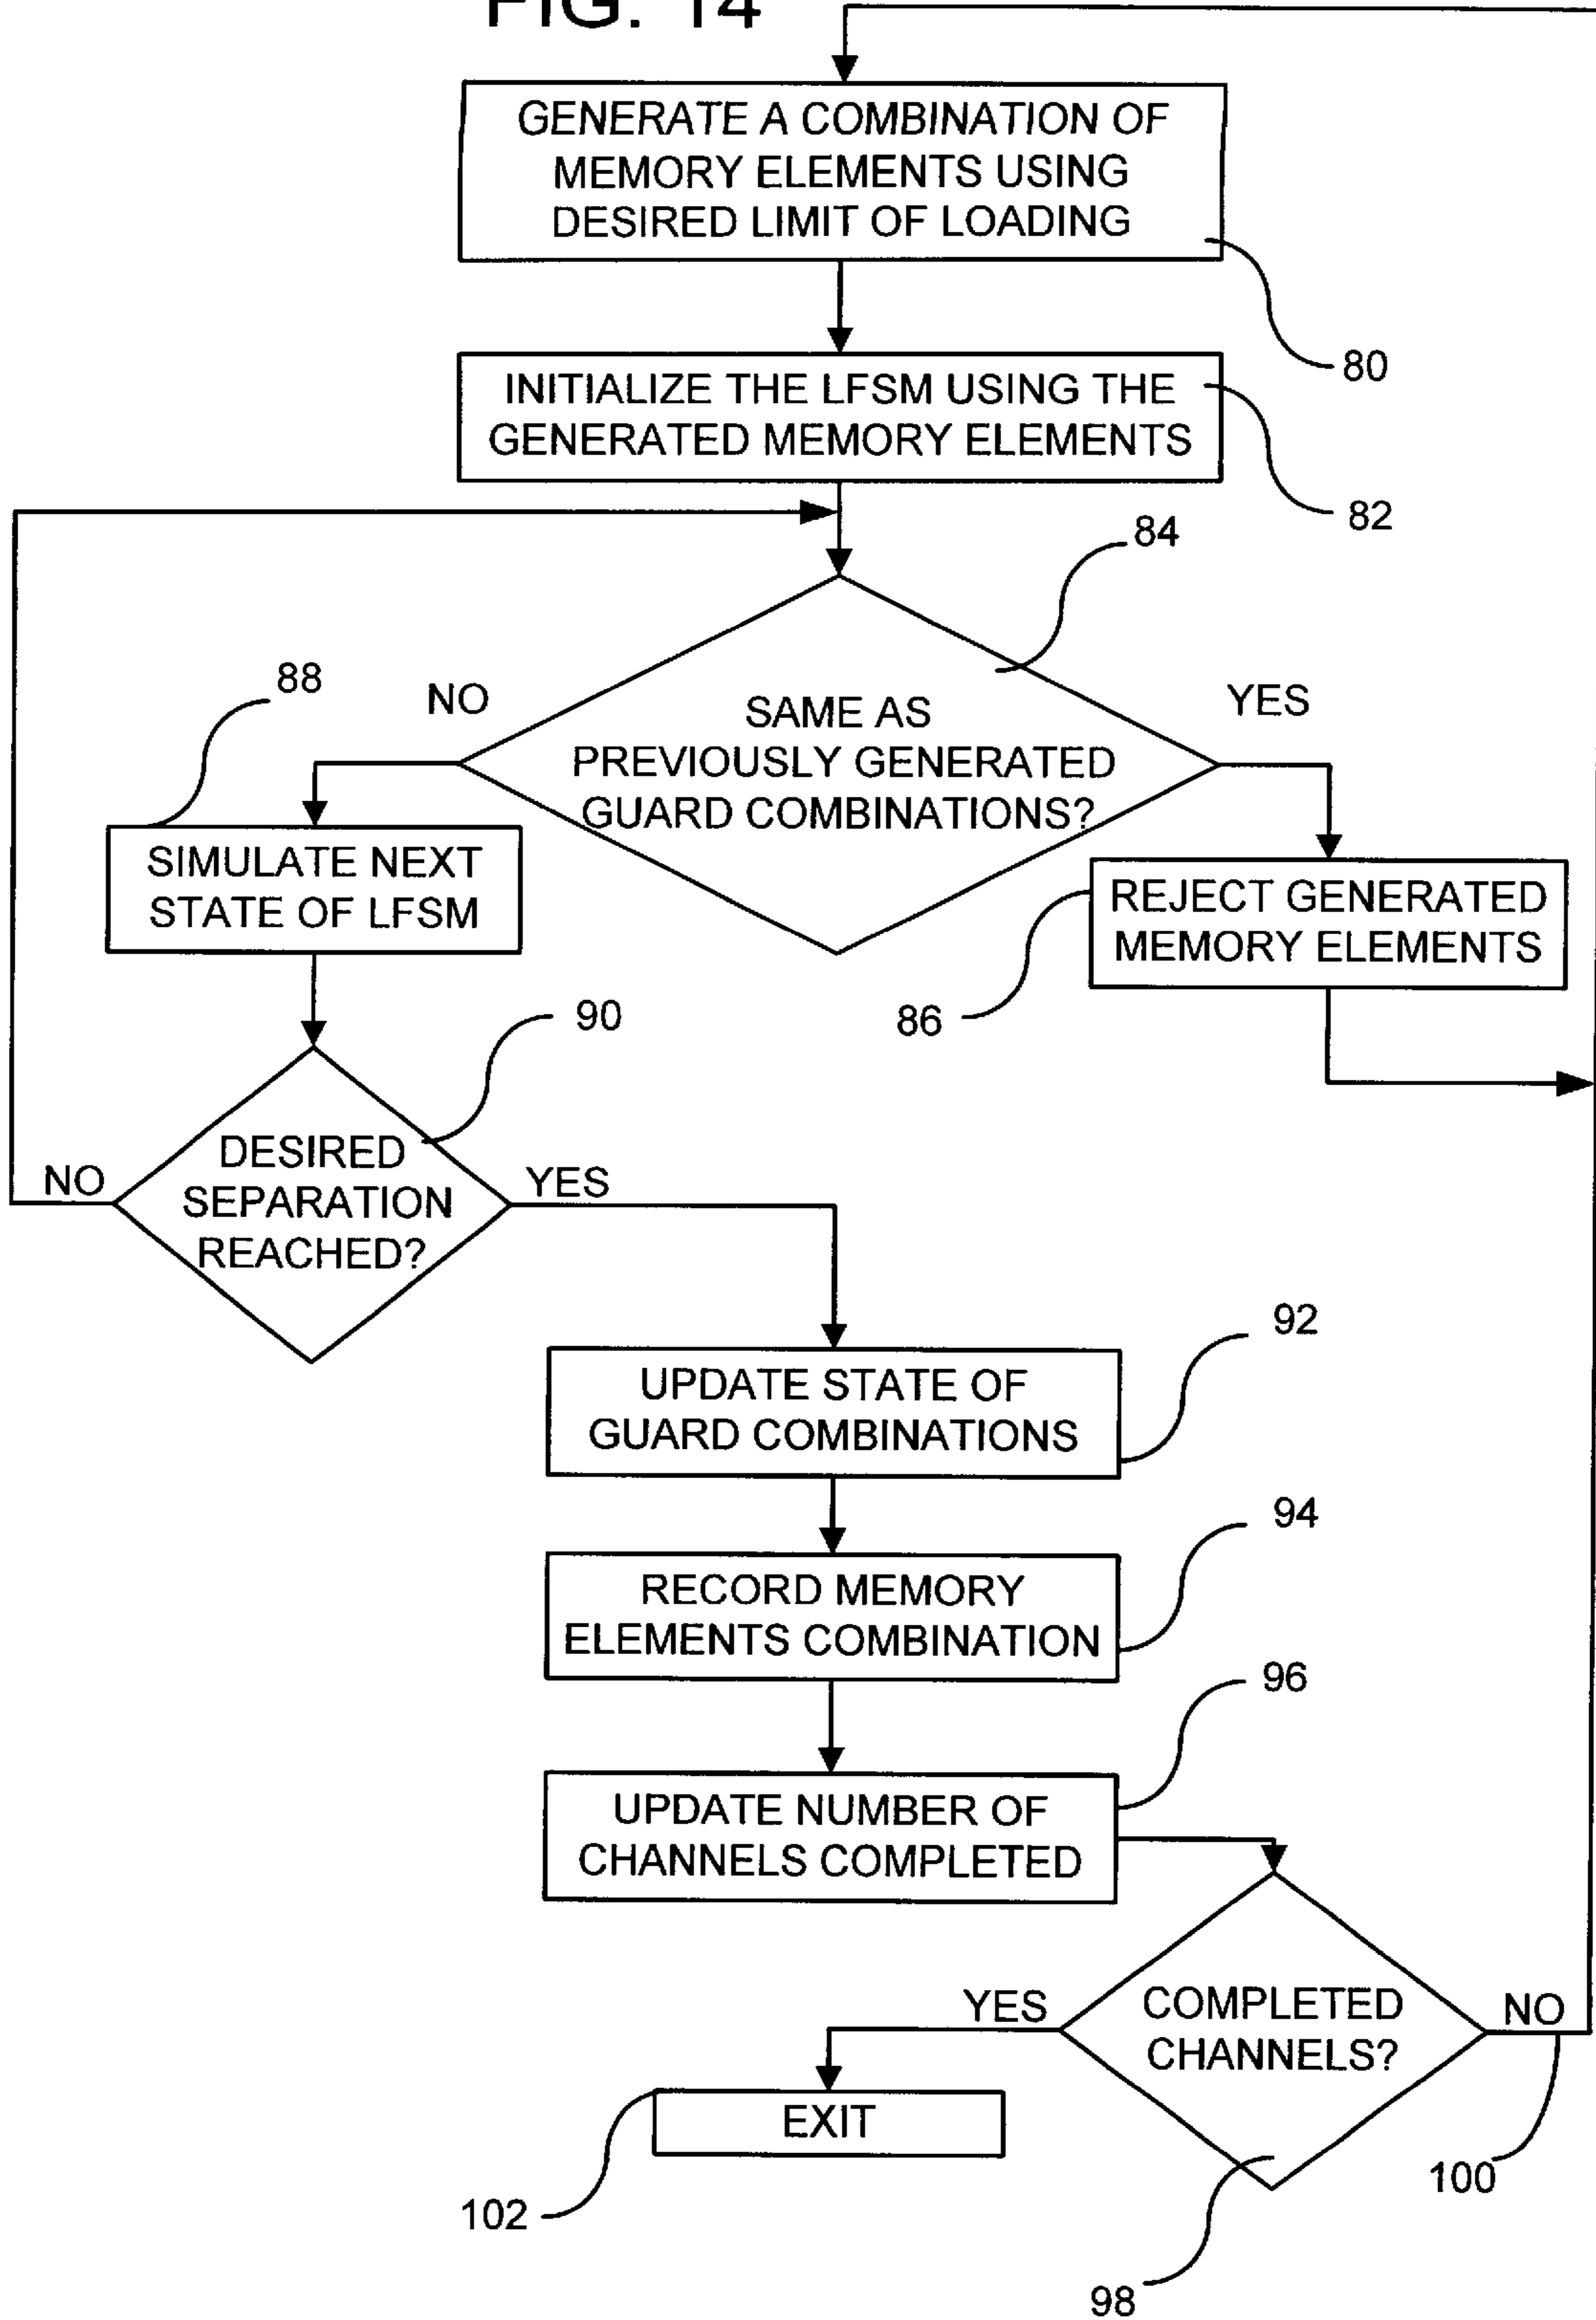 FIG. 14
GENERATE A COMBINATION OF
MEMORY ELEMENTS USING
DESIRED LIMIT OF LOADING
80
INITIALIZE THE LFSM USING THE
GENERATED MEMORY ELEMENTS
82
84
88
NO
YES
SAME AS
PREVIOUSLY GENERATED
GUARD COMBINATIONS?
SIMULATE NEXT
STATE OF LFSM
REJECT GENERATED
MEMORY ELEMENTS
86
90
DESIRED
SEPARATION
REACHED?
NO
YES
92
UPDATE STATE OF
GUARD COMBINATIONS
94
RECORD MEMORY
ELEMENTS COMBINATION
96
UPDATE NUMBER OF
CHANNELS COMPLETED
YES
COMPLETED
CHANNELS?
NO
EXIT
100
102
98